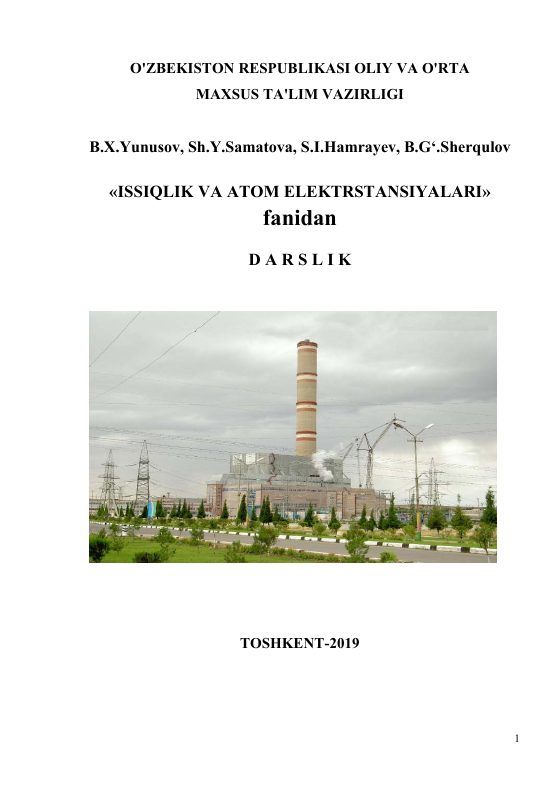 O'ZBEKISTON RESPUBLIKASI OLIY VA O'RTA
MAXSUS TA'LIM VAZIRLIGI
B.X.Yunusov, Sh.Y.Samatova, S.I.Hamrayev, B.G‘.Sherqulov
«ISSIQLIK VA ATOM ELEKTRSTANSIYALARI»
fanidan
D A R S L I K
TOSHKENT-2019
1